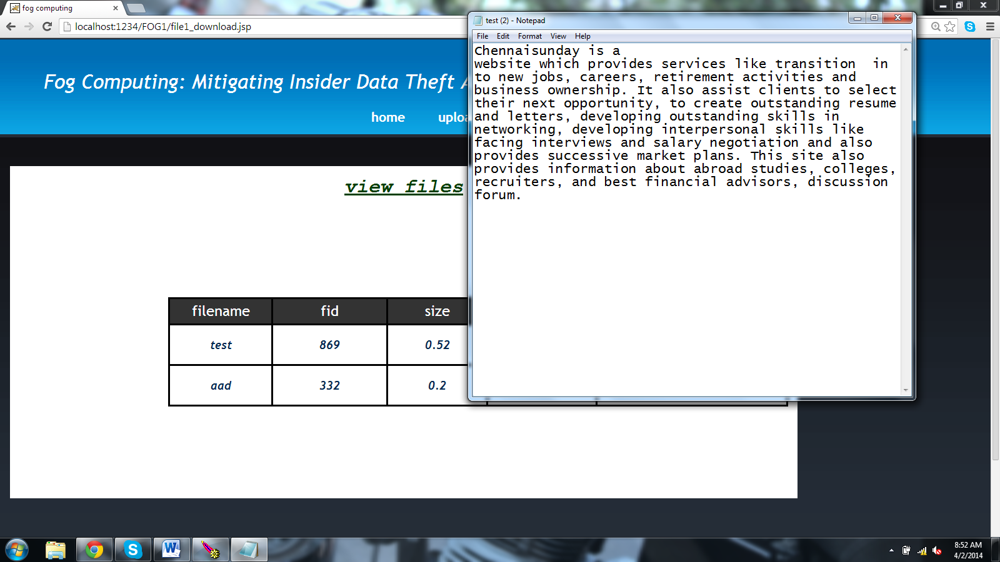 fog computing
localhost:1234/FOG1/file1_download.jsp
Fog Computing: Mitigating Insider Data Theft
home
view files
filename fid size
test 869 0.52
aad 332 0.2
test (2) - Notepad
File Edit Format View Help
Chennaisunday is a
website which provides services like transition  in
to new jobs, careers, retirement activities and
business ownership. It also assist clients to select
their next opportunity, to create outstanding resume
and letters, developing outstanding skills in
networking, developing interpersonal skills like
facing interviews and salary negotiation and also
provides successive market plans. This site also
provides information about abroad studies, colleges,
recruiters, and best financial advisors, discussion
forum.
8:52 AM
4/2/2014